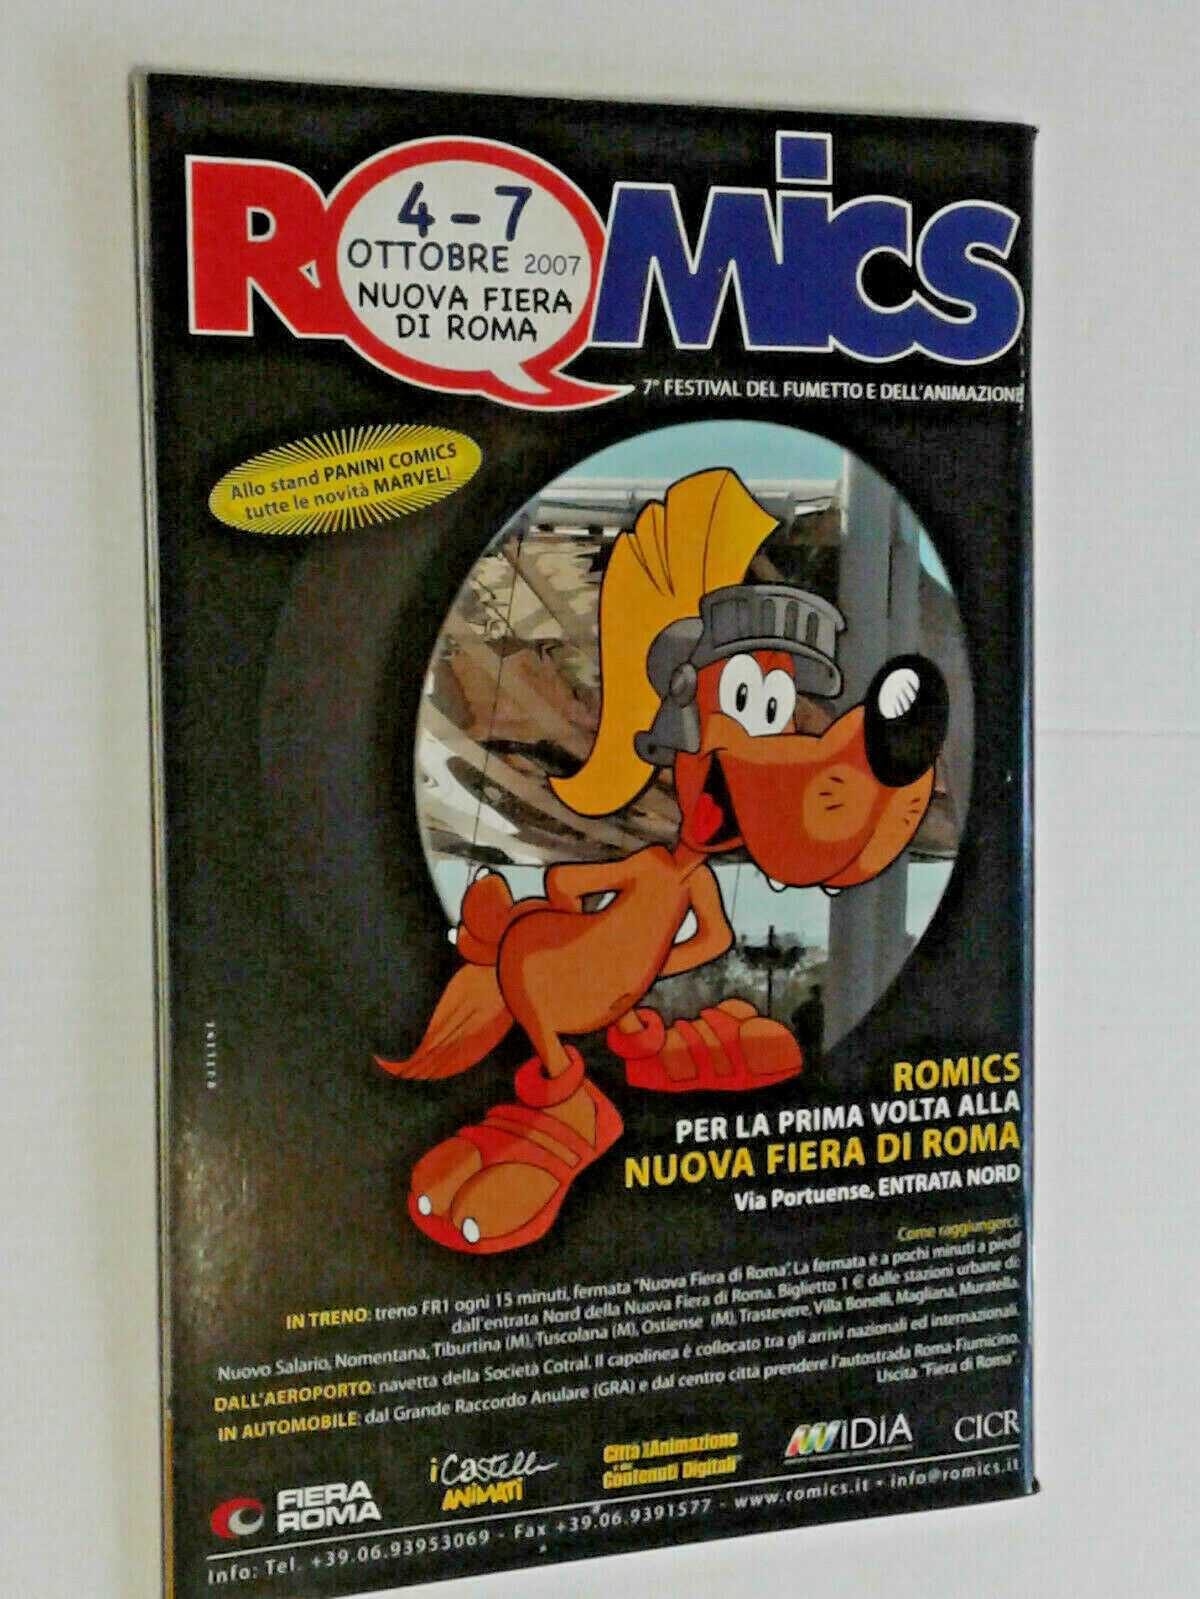 ROMICS
4-7
OTTOBRE 2007
NUOVA FIERA
DI ROMA
7° FESTIVAL DEL FUMETTO E DELL'ANIMAZIONE
Allo stand PANINI COMICS
tutte le novità MARVEL!
ROMICS
PER LA PRIMA VOLTA ALLA
NUOVA FIERA DI ROMA
Via Portuense, ENTRATA NORD
Come raggiungerci:
IN TRENO: treno FR1 ogni 15 minuti, fermata "Nuova Fiera di Roma". La fermata è a pochi minuti a piedi
dall'entrata Nord della Nuova Fiera di Roma. Biglietto 1 € dalle stazioni urbane di:
Nuovo Salario, Nomentana, Tiburtina (M), Tuscolana (M), Ostiense (M), Trastevere, Villa Bonelli, Magliana, Muratella.
DALL'AEROPORTO: navetta della Società Cotral. Il capolinea è collocato tra gli arrivi nazionali ed internazionali.
IN AUTOMOBILE: dal Grande Raccordo Anulare (GRA) e dal centro città prendere l'autostrada Roma-Fiumicino.
Uscita "Fiera di Roma".
FIERA
ROMA
i Castelli
ANIMATI
Città dell'Animazione
e dei
Contenuti Digitali
iDiA
CICR
Info: Tel. +39.06.93953069 - Fax +39.06.9391577 - www.romics.it - info@romics.it